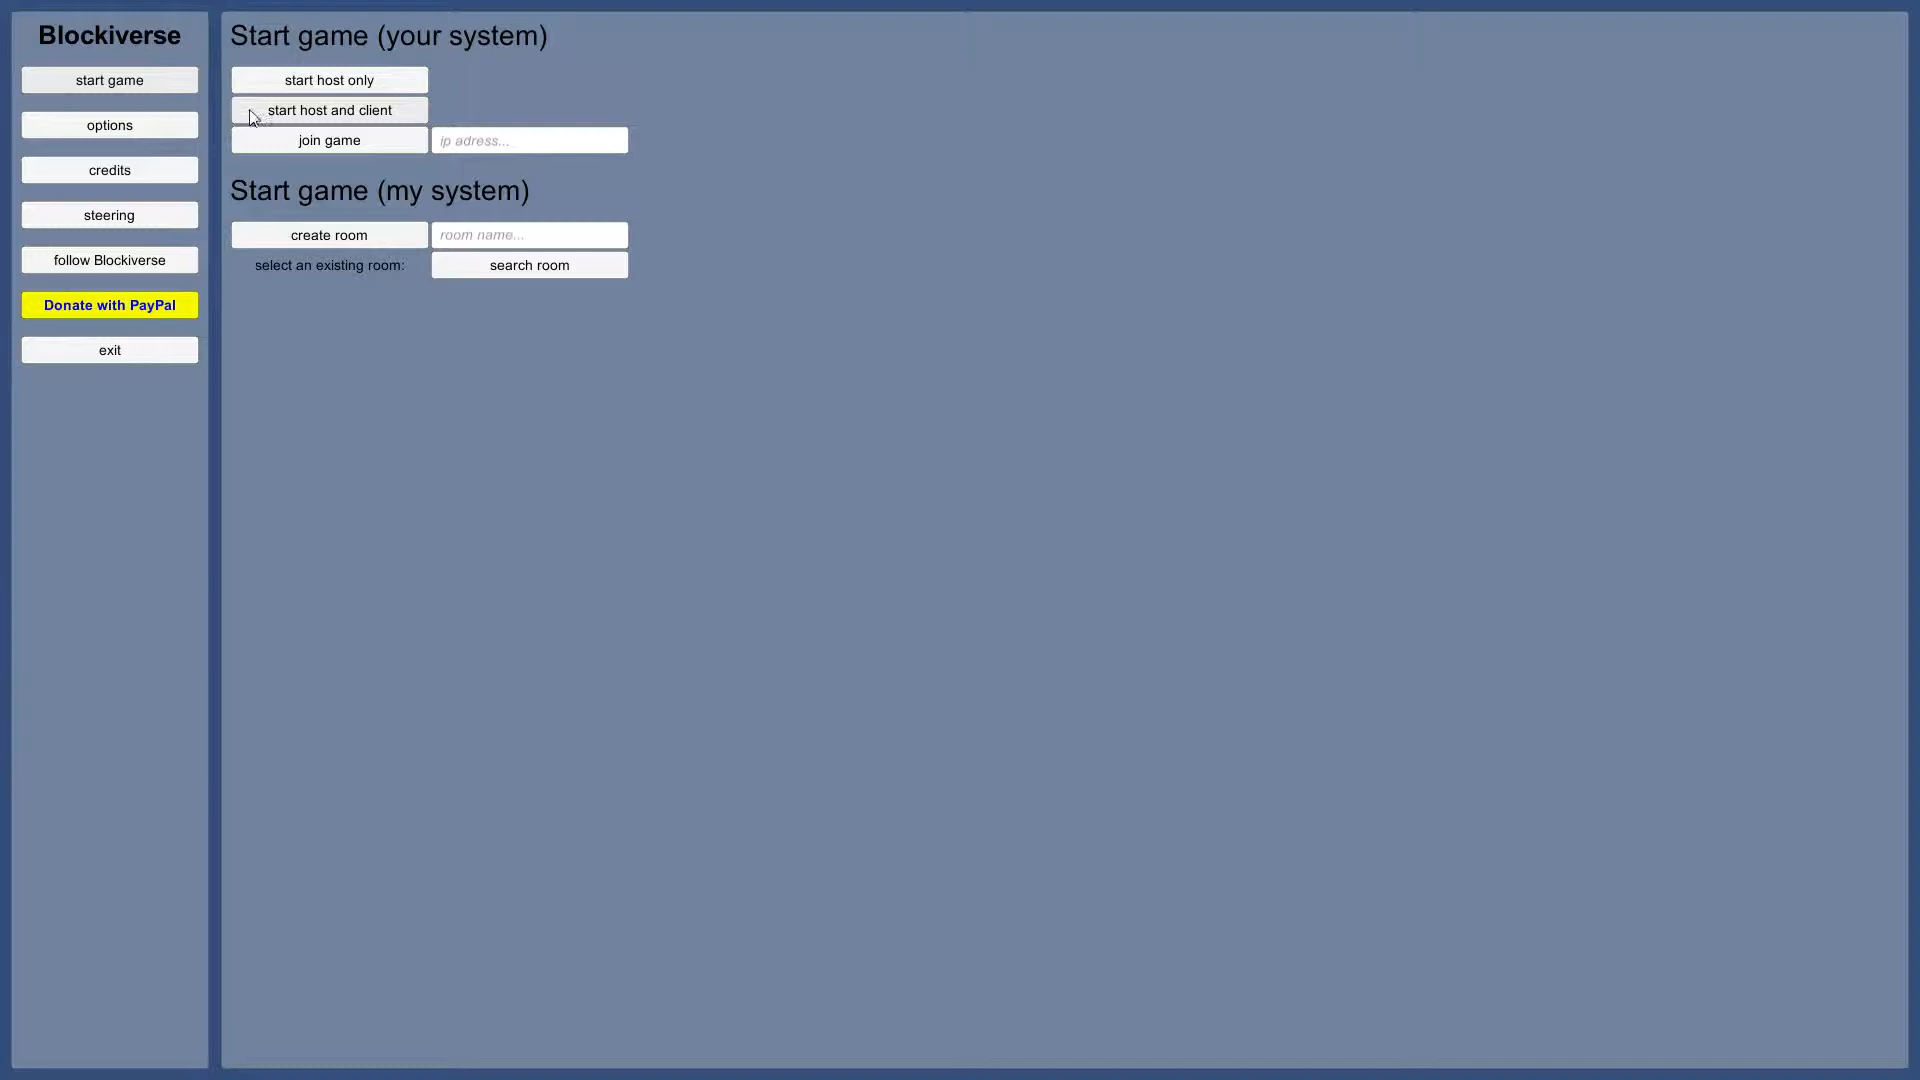 Blockiverse
start game
options
credits
steering
follow Blockiverse
Donate with PayPal
exit
Start game (your system)
start host only
start host and client
join game
ip adress...
Start game (my system)
create room
room name...
select an existing room:
search room